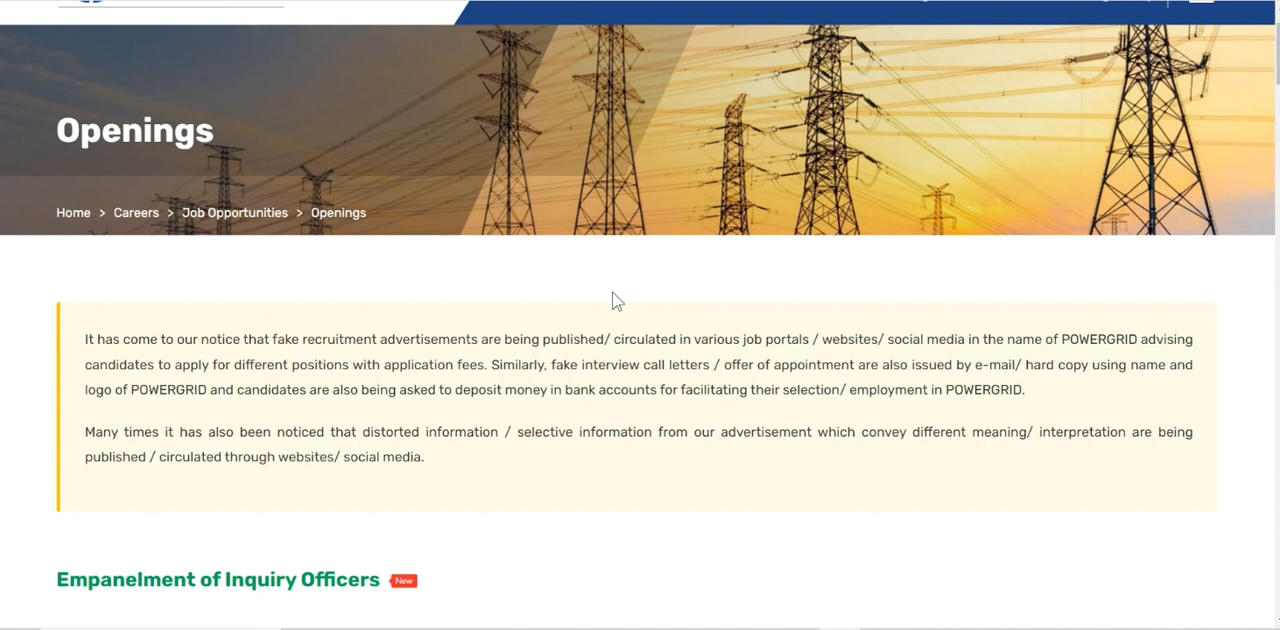 Openings
Home > Careers > Job Opportunities > Openings
It has come to our notice that fake recruitment advertisements are being published/ circulated in various job portals / websites/ social media in the name of POWERGRID advising
candidates to apply for different positions with application fees. Similarly, fake interview call letters / offer of appointment are also issued by e-mail/ hard copy using name and
logo of POWERGRID and candidates are also being asked to deposit money in bank accounts for facilitating their selection/ employment in POWERGRID.
Many times it has also been noticed that distorted information / selective information from our advertisement which convey different meaning/ interpretation are being
published / circulated through websites/ social media.
Empanelment of Inquiry Officers New